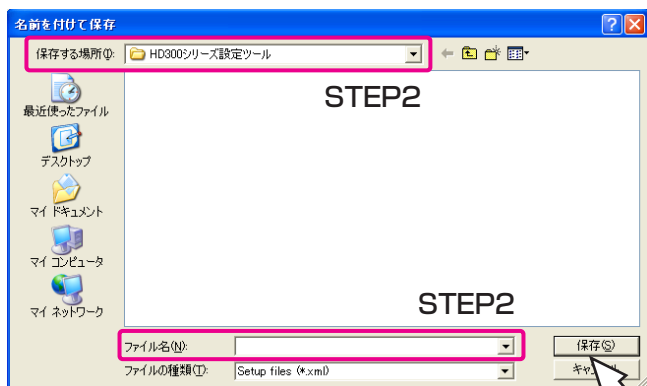 名前を付けて保存
保存する場所(I): HD300シリーズ設定ツール
STEP2
最近使ったファイル
デスクトップ
マイ ドキュメント
マイ コンピュータ
マイ ネットワーク
STEP2
ファイル名(N): 保存(S)
ファイルの種類(T): Setup files (*.xml)